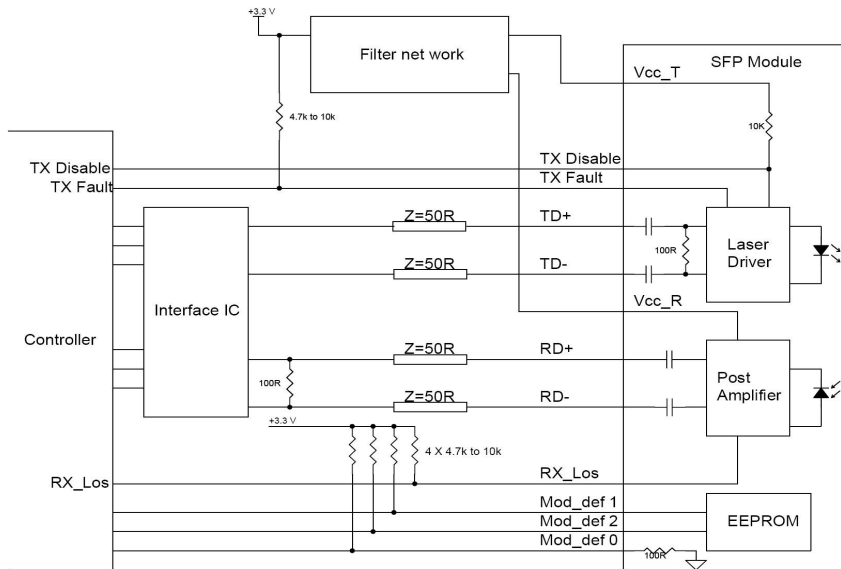 +3.3 V
Filter net work
SFP Module
Vcc_T
4.7k to 10k
10K
TX Disable
TX Disable
TX Fault
TX Fault
Z=50R
TD+
100R
Laser
Driver
Z=50R
TD-
Interface IC
Vcc_R
Controller
Z=50R
RD+
100R
Post
Amplifier
Z=50R
RD-
+3.3 V
4 X 4.7k to 10k
RX_Los
RX_Los
Mod_def 1
Mod_def 2
EEPROM
Mod_def 0
100R